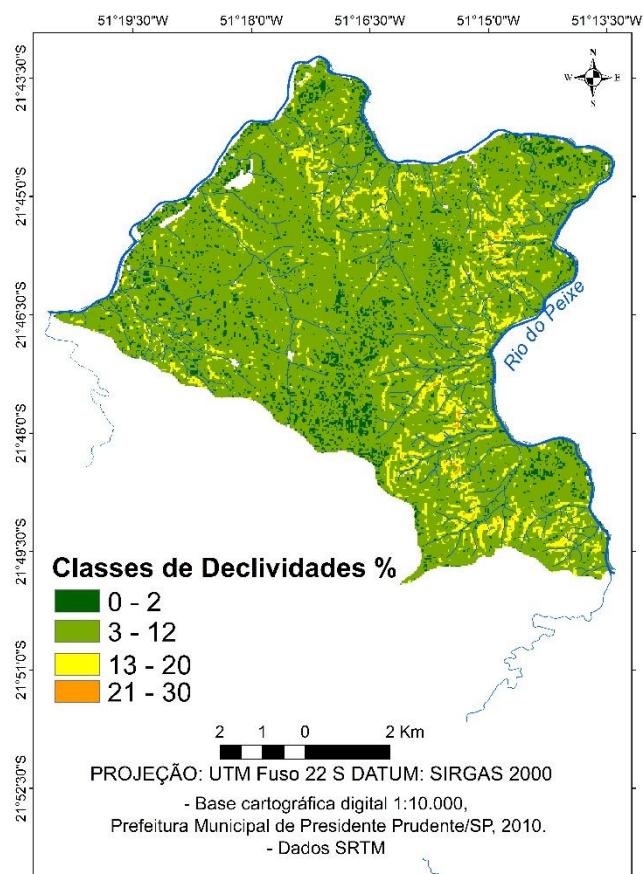 51°19'30"W 51°18'0"W 51°16'30"W 51°15'0"W 51°13'30"W
21°43'30"S
N
W E
S
21°45'0"S
21°46'30"S
Rio do Peixe
21°48'0"S
21°49'30"S
Classes de Declividades %
0 - 2
3 - 12
13 - 20
21 - 30
21°51'0"S
2 1 0 2 Km
PROJEÇÃO: UTM Fuso 22 S DATUM: SIRGAS 2000
21°52'30"S
- Base cartográfica digital 1:10.000,
Prefeitura Municipal de Presidente Prudente/SP, 2010.
- Dados SRTM